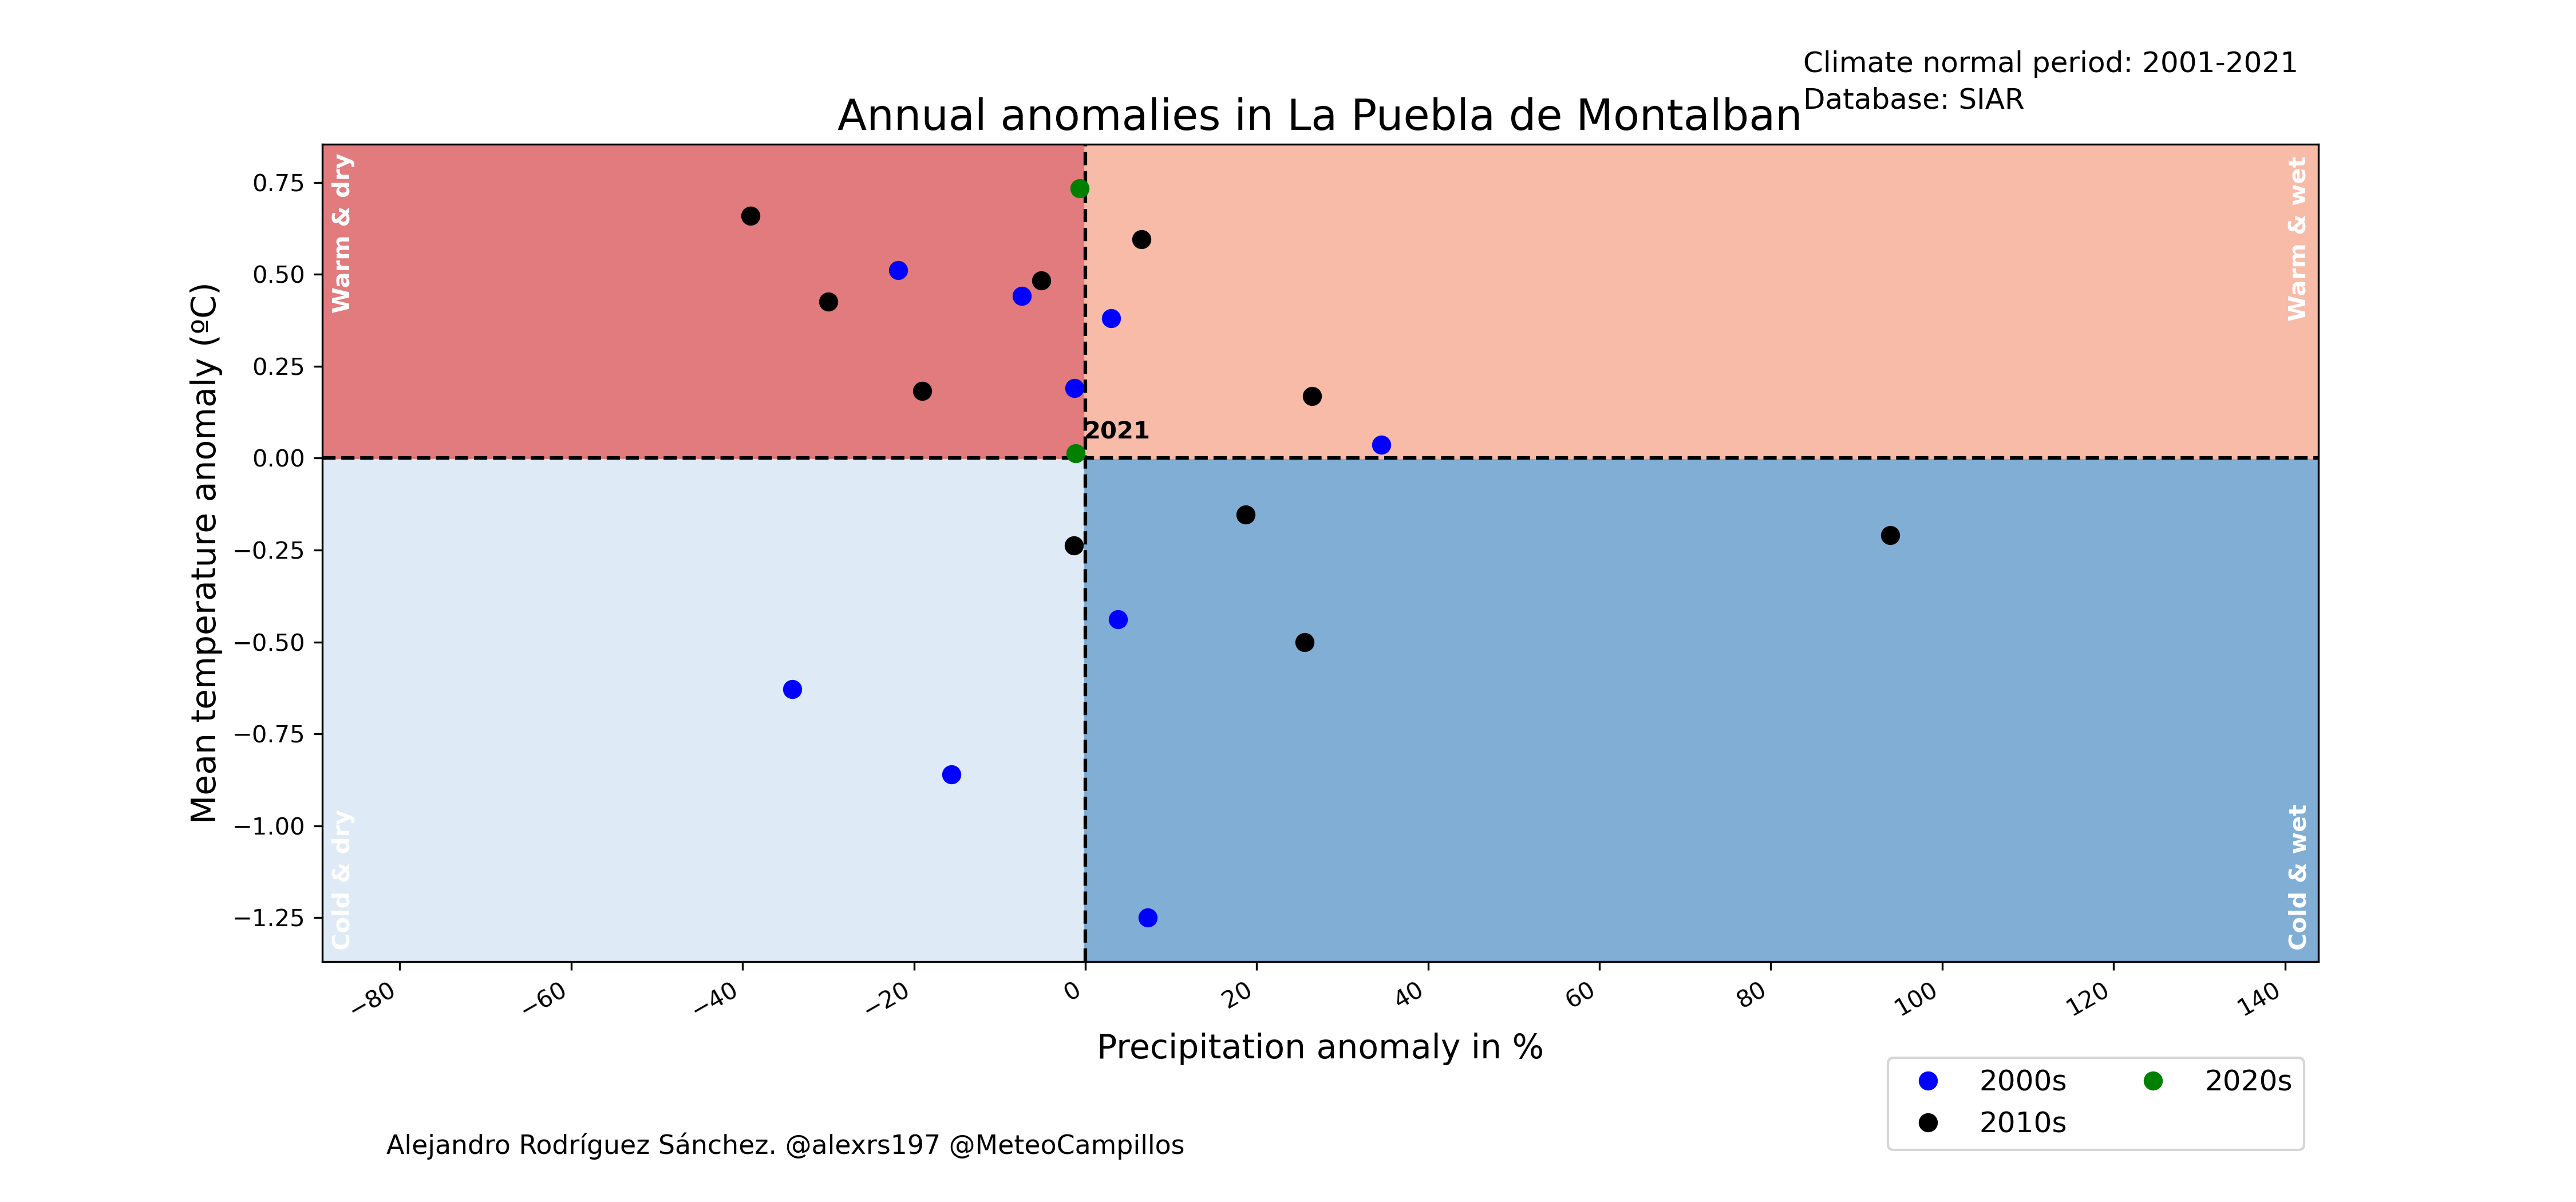 Climate normal period: 2001-2021
Database: SIAR
Annual anomalies in La Puebla de Montalban
Warm & dry
Warm & wet
Cold & dry
Cold & wet
2021
Mean temperature anomaly (ºC)
0.75
0.50
0.25
0.00
−0.25
−0.50
−0.75
−1.00
−1.25
−80
−60
−40
−20
0
20
40
60
80
100
120
140
Precipitation anomaly in %
2000s
2010s
2020s
Alejandro Rodríguez Sánchez. @alexrs197 @MeteoCampillos